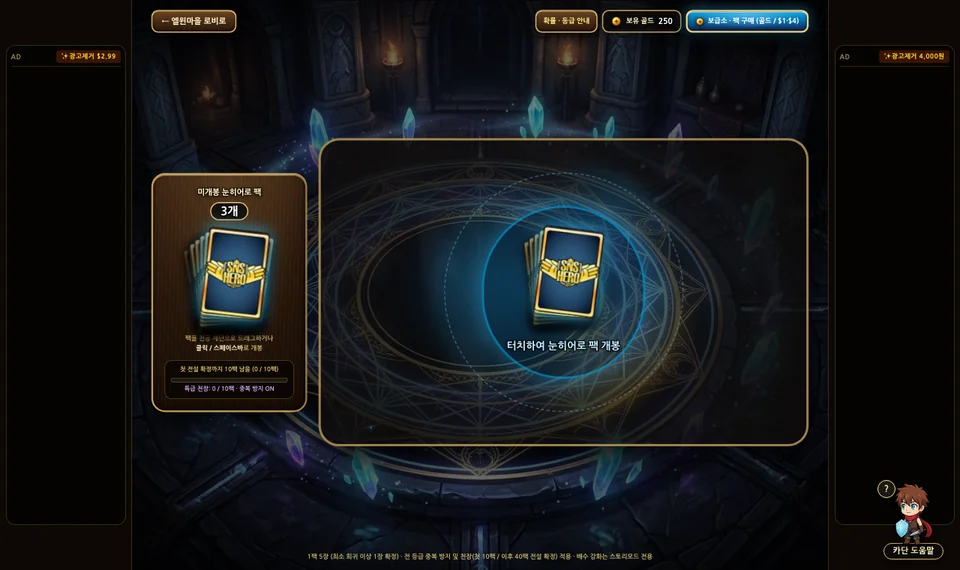 ← 엘윈마을 로비로
확률 · 등급 안내
보유 골드 250
보급소 · 팩 구매 (골드 / $1·$4)
AD
✨광고제거 $2.99
AD
✨광고제거 4,000원
미개봉 눈히어로 팩
3개
SNS
HERO
팩을 전송 제단으로 드래그하거나
클릭 / 스페이스바로 개봉
첫 전설 확정까지 10팩 남음 (0 / 10팩)
특급 천장: 0 / 10팩 · 중복 방지 ON
SNS
HERO
터치하여 눈히어로 팩 개봉
?
카단 도움말
1팩 5장 (최소 희귀 이상 1장 확정) · 전 등급 중복 방지 및 천장(첫 10팩 / 이후 40팩 전설 확정) 적용 · 배수 강화는 스토리모드 전용